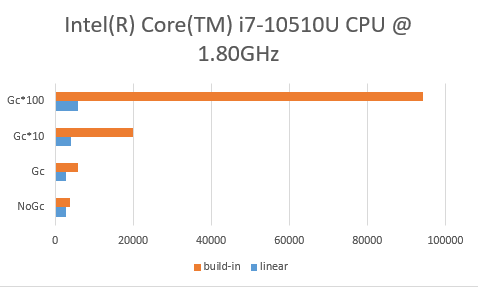 Intel(R) Core(TM) i7-10510U CPU @
1.80GHz
Gc*100
Gc*10
Gc
NoGc
0 20000 40000 60000 80000 100000
build-in linear